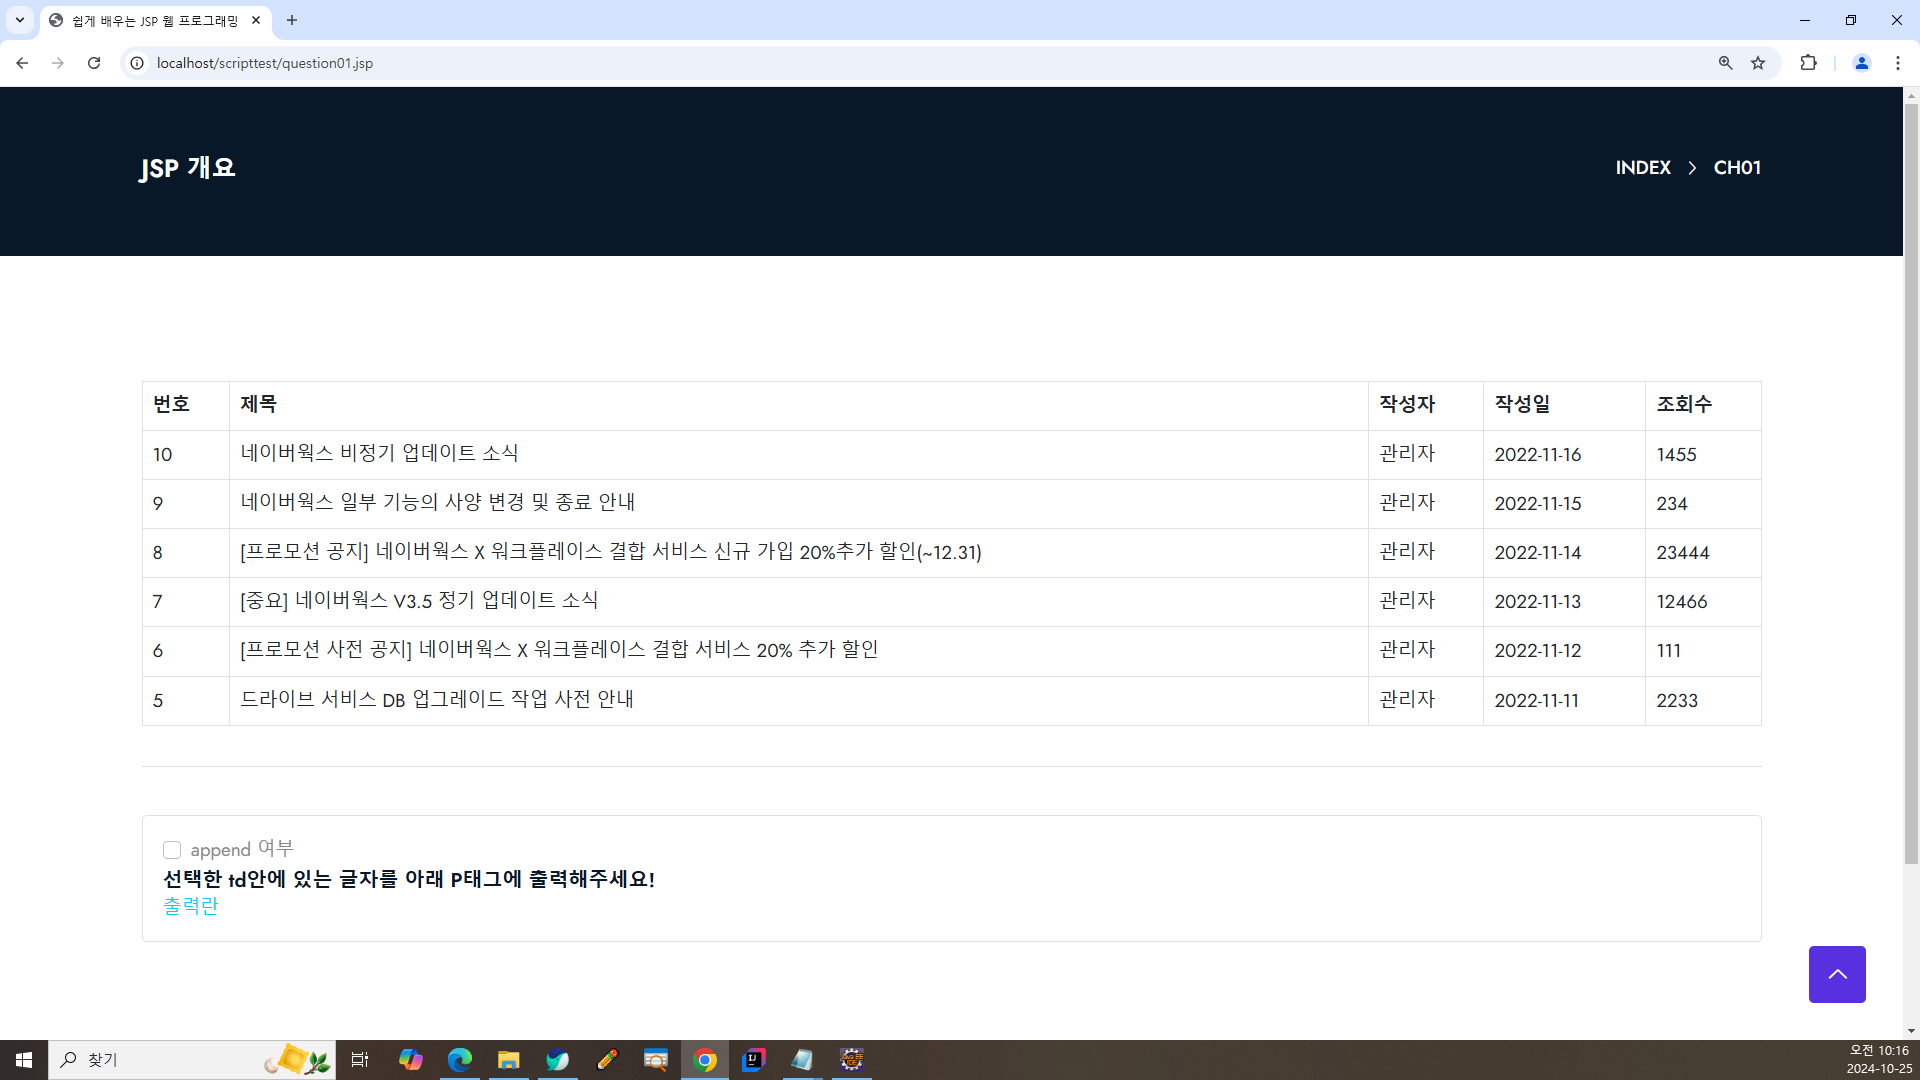 쉽게 배우는 JSP 웹 프로그래밍
localhost/scripttest/question01.jsp
JSP 개요
INDEX > CH01
번호 제목 작성자 작성일 조회수
10 네이버웍스 비정기 업데이트 소식 관리자 2022-11-16 1455
9 네이버웍스 일부 기능의 사양 변경 및 종료 안내 관리자 2022-11-15 234
8 [프로모션 공지] 네이버웍스 X 워크플레이스 결합 서비스 신규 가입 20%추가 할인(~12.31) 관리자 2022-11-14 23444
7 [중요] 네이버웍스 V3.5 정기 업데이트 소식 관리자 2022-11-13 12466
6 [프로모션 사전 공지] 네이버웍스 X 워크플레이스 결합 서비스 20% 추가 할인 관리자 2022-11-12 111
5 드라이브 서비스 DB 업그레이드 작업 사전 안내 관리자 2022-11-11 2233
append 여부
선택한 td안에 있는 글자를 아래 P태그에 출력해주세요!
출력란
찾기
오전 10:16
2024-10-25